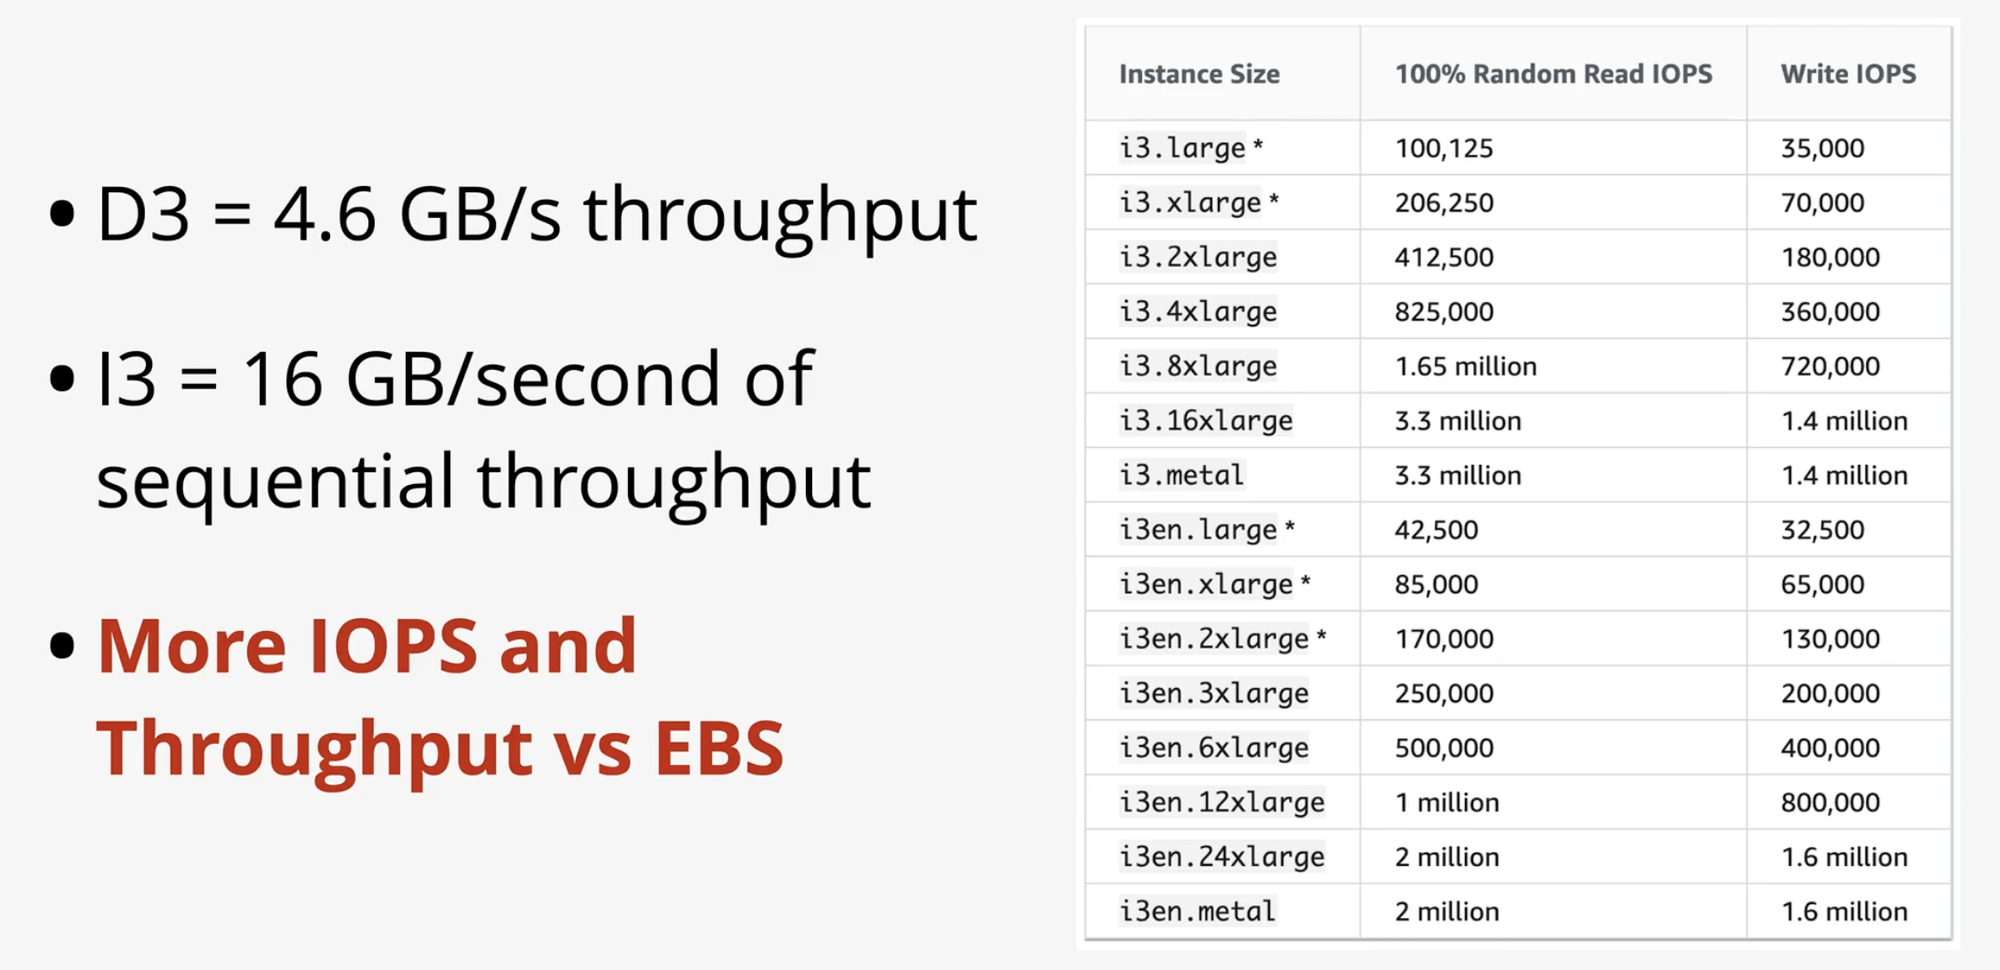 • D3 = 4.6 GB/s throughput
• I3 = 16 GB/second of
sequential throughput
• More IOPS and
Throughput vs EBS
Instance Size 100% Random Read IOPS Write IOPS
i3.large * 100,125 35,000
i3.xlarge * 206,250 70,000
i3.2xlarge 412,500 180,000
i3.4xlarge 825,000 360,000
i3.8xlarge 1.65 million 720,000
i3.16xlarge 3.3 million 1.4 million
i3.metal 3.3 million 1.4 million
i3en.large * 42,500 32,500
i3en.xlarge * 85,000 65,000
i3en.2xlarge * 170,000 130,000
i3en.3xlarge 250,000 200,000
i3en.6xlarge 500,000 400,000
i3en.12xlarge 1 million 800,000
i3en.24xlarge 2 million 1.6 million
i3en.metal 2 million 1.6 million